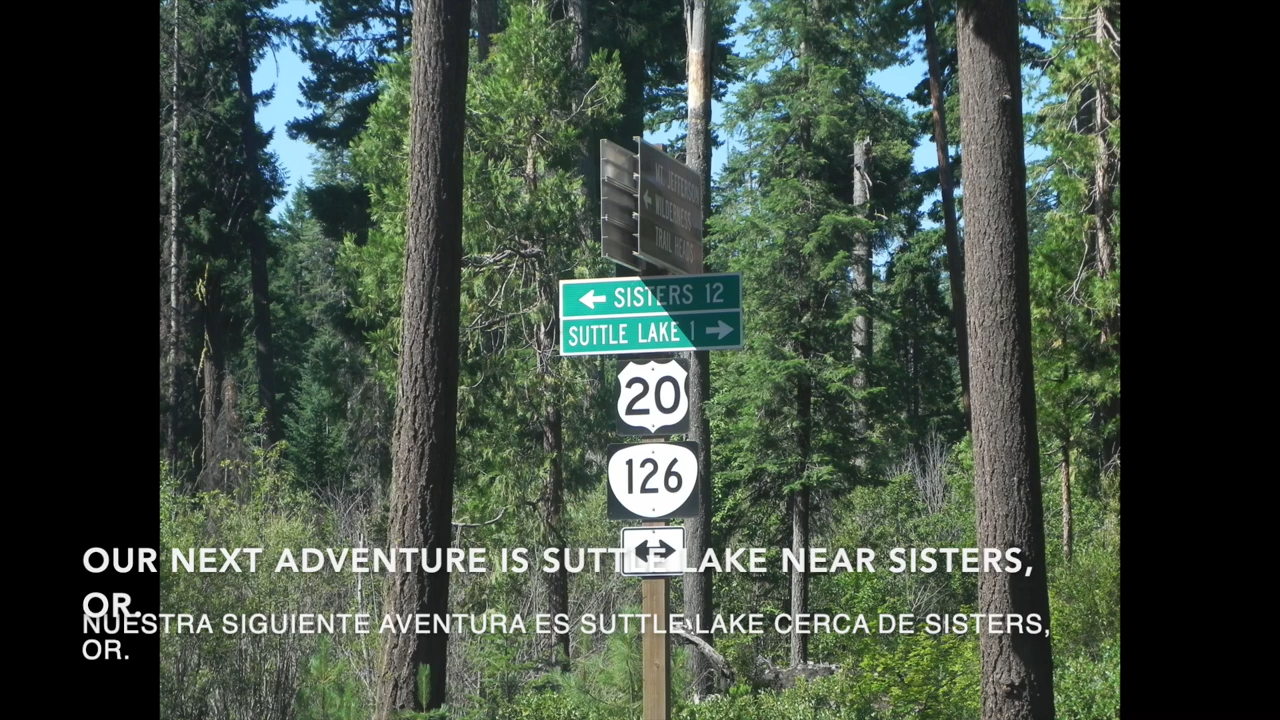 MT. JEFFERSON
WILDERNESS
TRAIL HEADS
SISTERS 12
SUTTLE LAKE 1
20
126
OUR NEXT ADVENTURE IS SUTTLE LAKE NEAR SISTERS,
OR.
NUESTRA SIGUIENTE AVENTURA ES SUTTLE LAKE CERCA DE SISTERS,
OR.